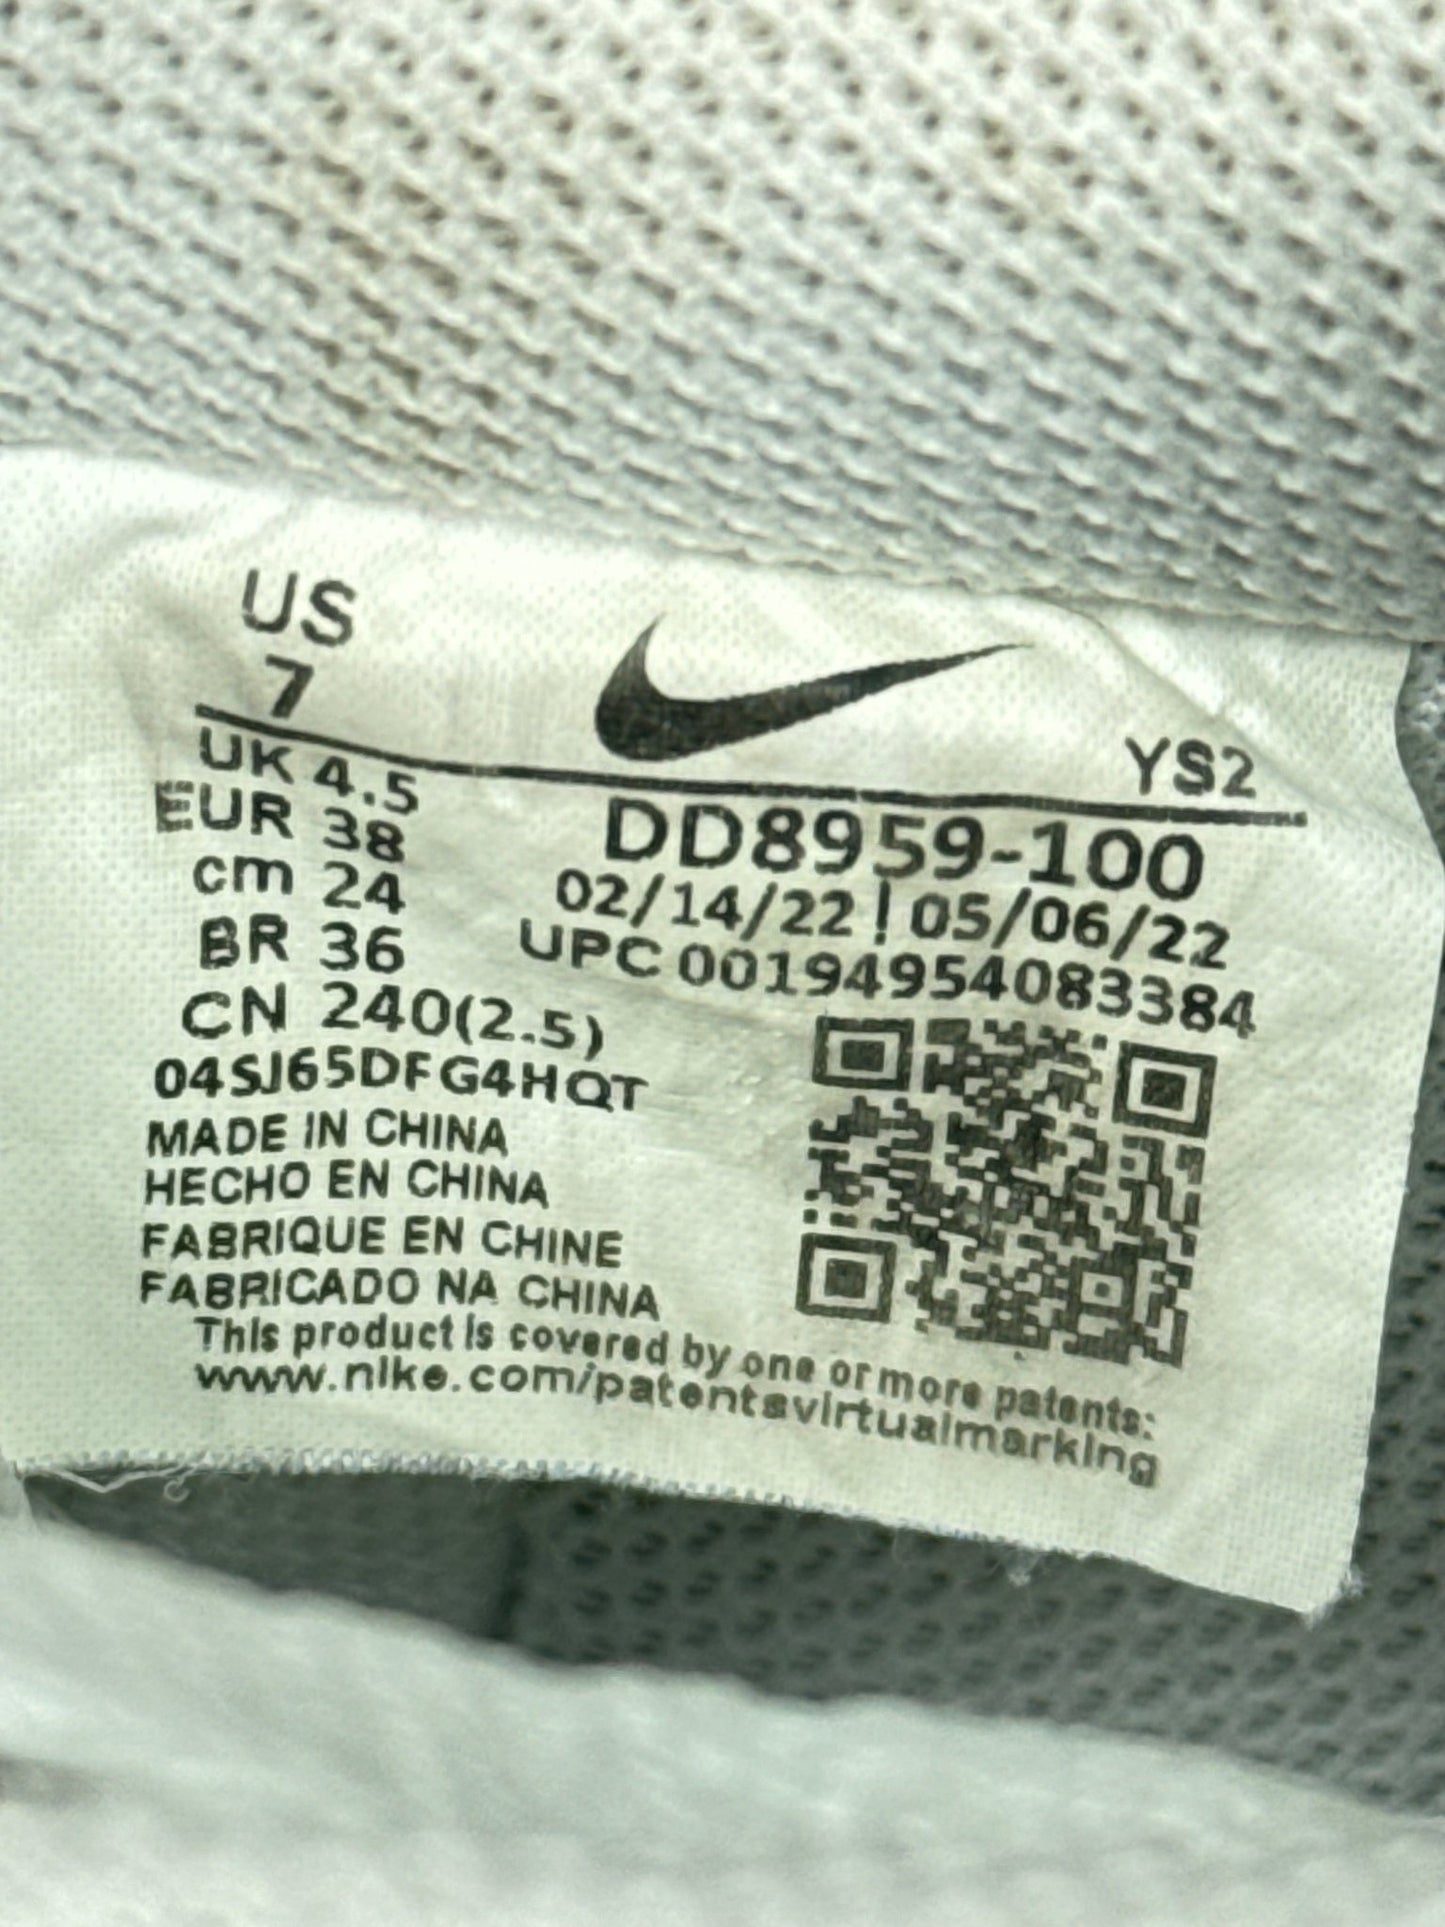 US
7
YS2
UK 4.5
EUR 38
cm 24
BR 36
CN 240(2.5)
DD8959-100
02/14/22 ! 05/06/22
UPC 00194954083384
04SJ65DFG4HQT
MADE IN CHINA
HECHO EN CHINA
FABRIQUE EN CHINE
FABRICADO NA CHINA
This product is covered by one or more patents:
www.nike.com/patentsvirtualmarking